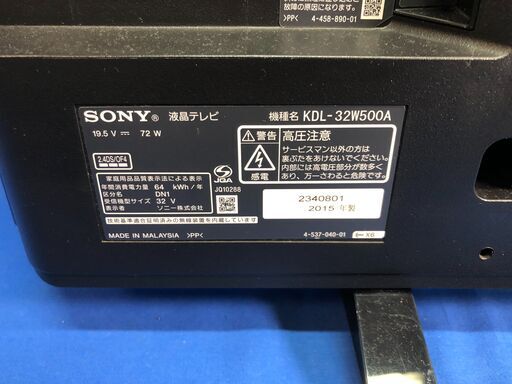 故障の原因となります。
>PP<
4-458-890-01
SONY® 液晶テレビ
機種名 KDL-32W500A
19.5 V ⎓ 72 W
2.4DS/OF4
家庭用品品質表示法による表示
年間消費電力量 64 kWh/年
区分名 DN1
受信機型サイズ 32 V
ソニー株式会社
技術基準適合証明済みの無線装置を内蔵しています
MADE IN MALAYSIA >PP<
JQA
JQ10288
警告
感電
高圧注意
サービスマン以外の方は
裏ぶたをあけないでください。
内部には高電圧部分が数多く
あり、万一さわると危険です。
2340801
2015 年製
4-537-040-01
X6